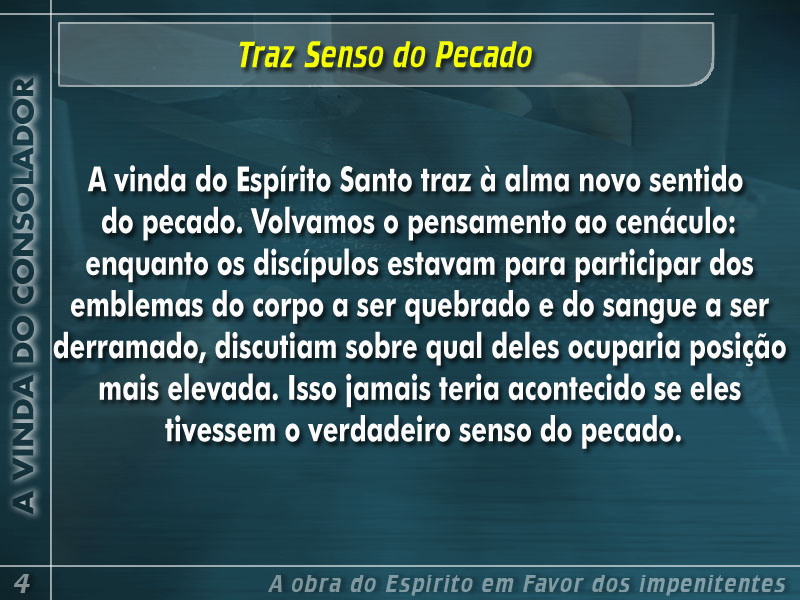 Traz Senso do Pecado
A VINDA DO CONSOLADOR
A vinda do Espírito Santo traz à alma novo sentido
do pecado. Volvamos o pensamento ao cenáculo:
enquanto os discípulos estavam para participar dos
emblemas do corpo a ser quebrado e do sangue a ser
derramado, discutiam sobre qual deles ocuparia posição
mais elevada. Isso jamais teria acontecido se eles
tivessem o verdadeiro senso do pecado.
4
A obra do Espírito em Favor dos impenitentes